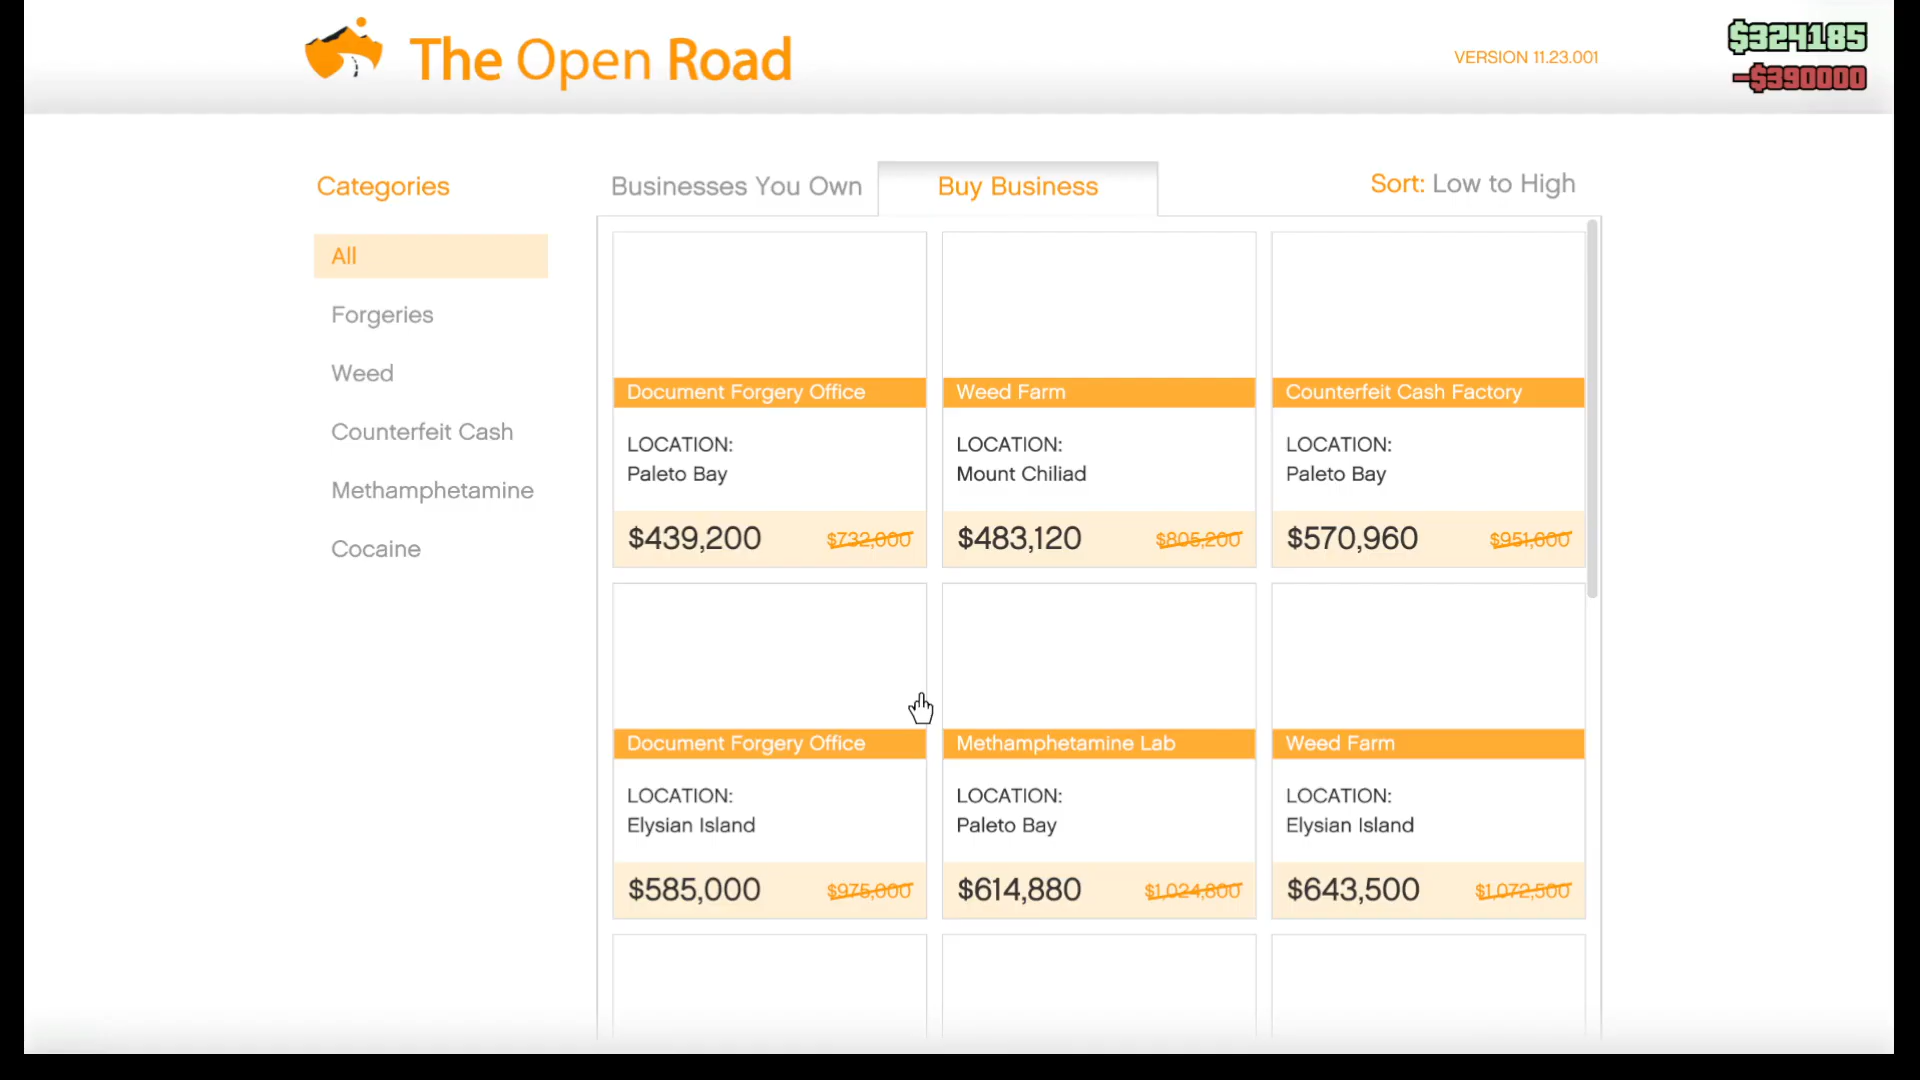 The Open Road
VERSION 11.23.001
$324185
-$390000
Categories
Businesses You Own
Buy Business
Sort: Low to High
All
Forgeries
Weed
Counterfeit Cash
Methamphetamine
Cocaine
Document Forgery Office
LOCATION:
Paleto Bay
$439,200 $732,000
Weed Farm
LOCATION:
Mount Chiliad
$483,120 $805,200
Counterfeit Cash Factory
LOCATION:
Paleto Bay
$570,960 $951,600
Document Forgery Office
LOCATION:
Elysian Island
$585,000 $975,000
Methamphetamine Lab
LOCATION:
Paleto Bay
$614,880 $1,024,800
Weed Farm
LOCATION:
Elysian Island
$643,500 $1,072,500